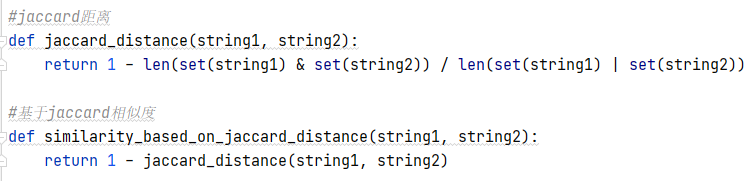 #jaccard距离
def jaccard_distance(string1, string2):
    return 1 - len(set(string1) & set(string2)) / len(set(string1) | set(string2))
#基于jaccard相似度
def similarity_based_on_jaccard_distance(string1, string2):
    return 1 - jaccard_distance(string1, string2)